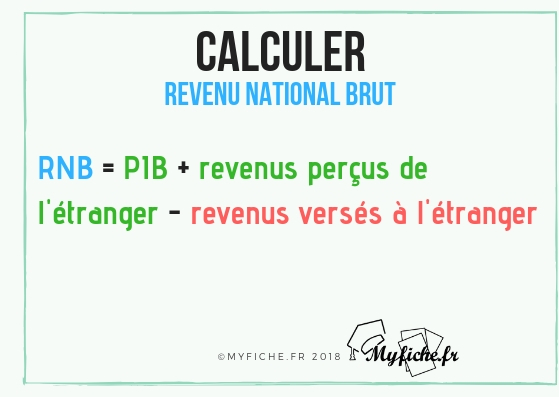 CALCULER
REVENU NATIONAL BRUT
RNB = PIB + revenus perçus de
l'étranger - revenus versés à l'étranger
©MYFICHE.FR 2018 Myfiche.fr